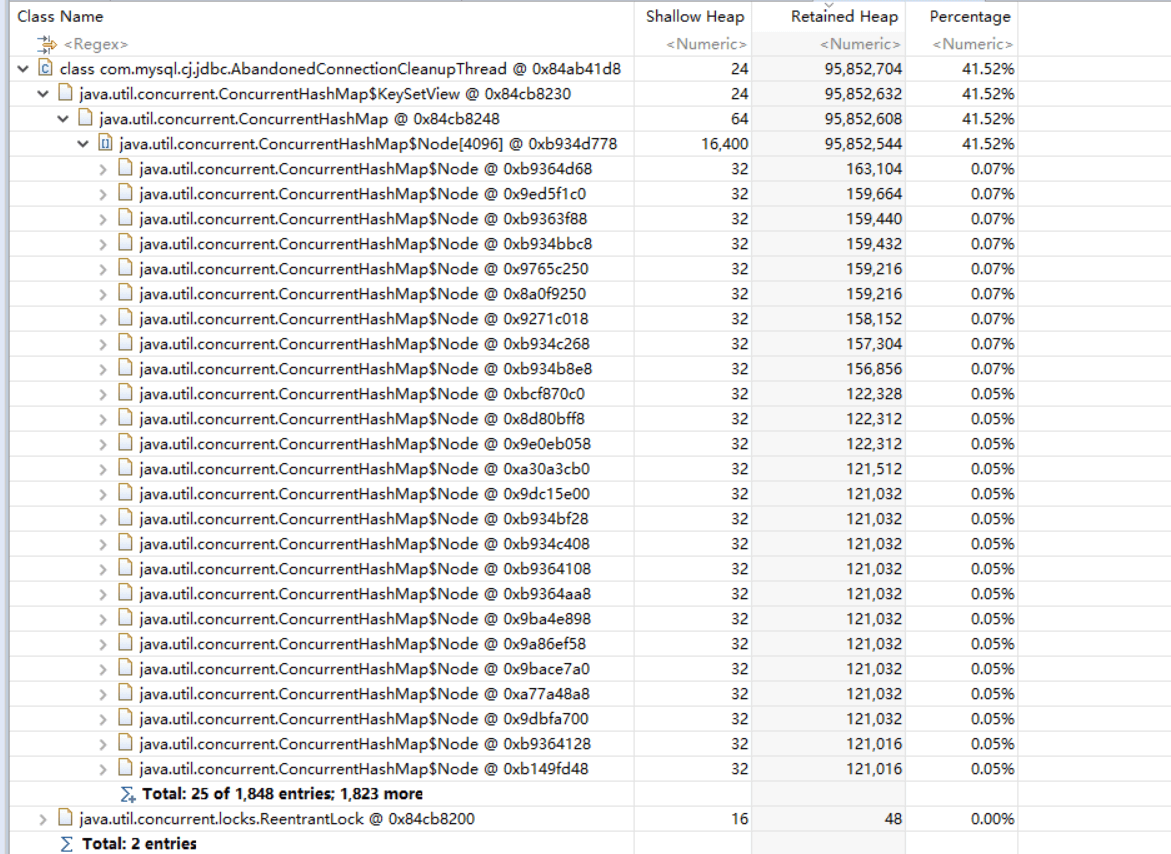 Class Name Shallow Heap Retained Heap Percentage
<Regex> <Numeric> <Numeric> <Numeric>
class com.mysql.cj.jdbc.AbandonedConnectionCleanupThread @ 0x84ab41d8 24 95,852,704 41.52%
java.util.concurrent.ConcurrentHashMap$KeySetView @ 0x84cb8230 24 95,852,632 41.52%
java.util.concurrent.ConcurrentHashMap @ 0x84cb8248 64 95,852,608 41.52%
java.util.concurrent.ConcurrentHashMap$Node[4096] @ 0xb934d778 16,400 95,852,544 41.52%
java.util.concurrent.ConcurrentHashMap$Node @ 0xb9364d68 32 163,104 0.07%
java.util.concurrent.ConcurrentHashMap$Node @ 0x9ed5f1c0 32 159,664 0.07%
java.util.concurrent.ConcurrentHashMap$Node @ 0xb9363f88 32 159,440 0.07%
java.util.concurrent.ConcurrentHashMap$Node @ 0xb934bbc8 32 159,432 0.07%
java.util.concurrent.ConcurrentHashMap$Node @ 0x9765c250 32 159,216 0.07%
java.util.concurrent.ConcurrentHashMap$Node @ 0x8a0f9250 32 159,216 0.07%
java.util.concurrent.ConcurrentHashMap$Node @ 0x9271c018 32 158,152 0.07%
java.util.concurrent.ConcurrentHashMap$Node @ 0xb934c268 32 157,304 0.07%
java.util.concurrent.ConcurrentHashMap$Node @ 0xb934b8e8 32 156,856 0.07%
java.util.concurrent.ConcurrentHashMap$Node @ 0xbcf870c0 32 122,328 0.05%
java.util.concurrent.ConcurrentHashMap$Node @ 0x8d80bff8 32 122,312 0.05%
java.util.concurrent.ConcurrentHashMap$Node @ 0x9e0eb058 32 122,312 0.05%
java.util.concurrent.ConcurrentHashMap$Node @ 0xa30a3cb0 32 121,512 0.05%
java.util.concurrent.ConcurrentHashMap$Node @ 0x9dc15e00 32 121,032 0.05%
java.util.concurrent.ConcurrentHashMap$Node @ 0xb934bf28 32 121,032 0.05%
java.util.concurrent.ConcurrentHashMap$Node @ 0xb934c408 32 121,032 0.05%
java.util.concurrent.ConcurrentHashMap$Node @ 0xb9364108 32 121,032 0.05%
java.util.concurrent.ConcurrentHashMap$Node @ 0xb9364aa8 32 121,032 0.05%
java.util.concurrent.ConcurrentHashMap$Node @ 0x9ba4e898 32 121,032 0.05%
java.util.concurrent.ConcurrentHashMap$Node @ 0x9a86ef58 32 121,032 0.05%
java.util.concurrent.ConcurrentHashMap$Node @ 0x9bace7a0 32 121,032 0.05%
java.util.concurrent.ConcurrentHashMap$Node @ 0xa77a48a8 32 121,032 0.05%
java.util.concurrent.ConcurrentHashMap$Node @ 0x9dbfa700 32 121,032 0.05%
java.util.concurrent.ConcurrentHashMap$Node @ 0xb9364128 32 121,016 0.05%
java.util.concurrent.ConcurrentHashMap$Node @ 0xb149fd48 32 121,016 0.05%
Total: 25 of 1,848 entries; 1,823 more
java.util.concurrent.locks.ReentrantLock @ 0x84cb8200 16 48 0.00%
Total: 2 entries